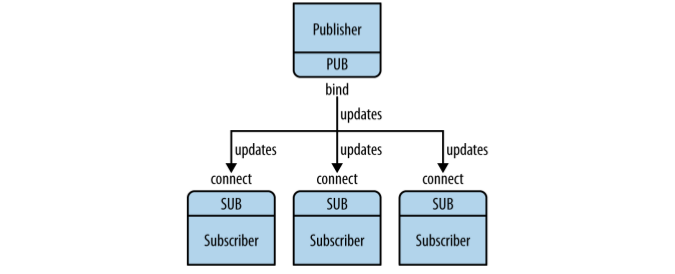 Publisher
PUB
bind
updates
updates updates updates
connect connect connect
SUB SUB SUB
Subscriber Subscriber Subscriber